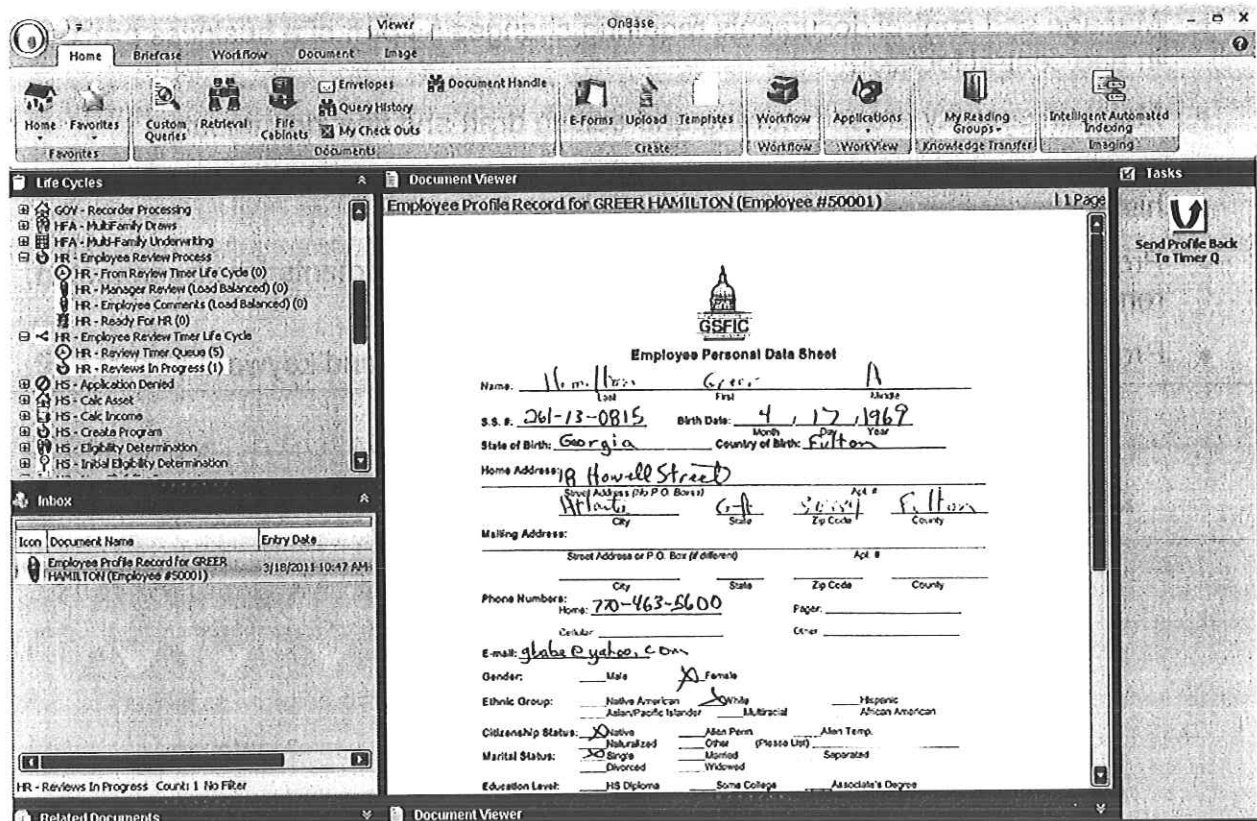 Viewer
OnBase
Home Briefcase Workflow Document Image
Home Favorites
Favorites
Custom Queries
Retrieval
File Cabinets
Envelopes
Query History
My Check Outs
Document Handle
Documents
E-Forms Upload Templates
Create
Workflow
Workflow
Applications
WorkView
My Reading Groups
Knowledge Transfer
Intelligent Automated Indexing
Imaging
Life Cycles
GOV - Recorder Processing
HFA - MultiFamily Draws
HFA - Multi-Family Underwriting
HR - Employee Review Process
HR - From Review Timer Life Cycle (0)
HR - Manager Review (Load Balanced) (0)
HR - Employee Comments (Load Balanced) (0)
HR - Ready For HR (0)
HR - Employee Review Timer Life Cycle
HR - Review Timer Queue (5)
HR - Reviews In Progress (1)
HS - Application Denied
HS - Calc Asset
HS - Calc Income
HS - Create Program
HS - Eligibility Determination
HS - Initial Eligibility Determination
Inbox
Icon Document Name Entry Date
Employee Profile Record for GREER HAMILTON (Employee #50001) 3/18/2011 10:47 AM
HR - Reviews In Progress Count: 1 No Filter
Related Documents
Document Viewer
Employee Profile Record for GREER HAMILTON (Employee #50001) 1 Page
GSFIC
Employee Personal Data Sheet
Name: Hamilton Greer A
Last First Middle
S.S. #: 261-13-0815 Birth Date: 4, 17, 1969
Month Day Year
State of Birth: Georgia Country of Birth: Fulton
Home Address: 18 Howell Street
Street Address (No P.O. Boxes) Apt. #
Atlanta GA Fulton
City State Zip Code County
Mailing Address:
Street Address or P.O. Box (if different) Apt. #
City State Zip Code County
Phone Numbers:
Home: 770-463-5600 Pager:
Cellular Other
E-mail: @yahoo.com
Gender: Male X Female
Ethnic Group: Native American X White Hispanic
Asian/Pacific Islander Multiracial African American
Citizenship Status: X Native Alien Perm. Alien Temp.
Naturalized Other (Please List)
Marital Status: X Single Married Separated
Divorced Widowed
Education Level: HS Diploma Some College Associate's Degree
Document Viewer
Tasks
Send Profile Back To Timer Q